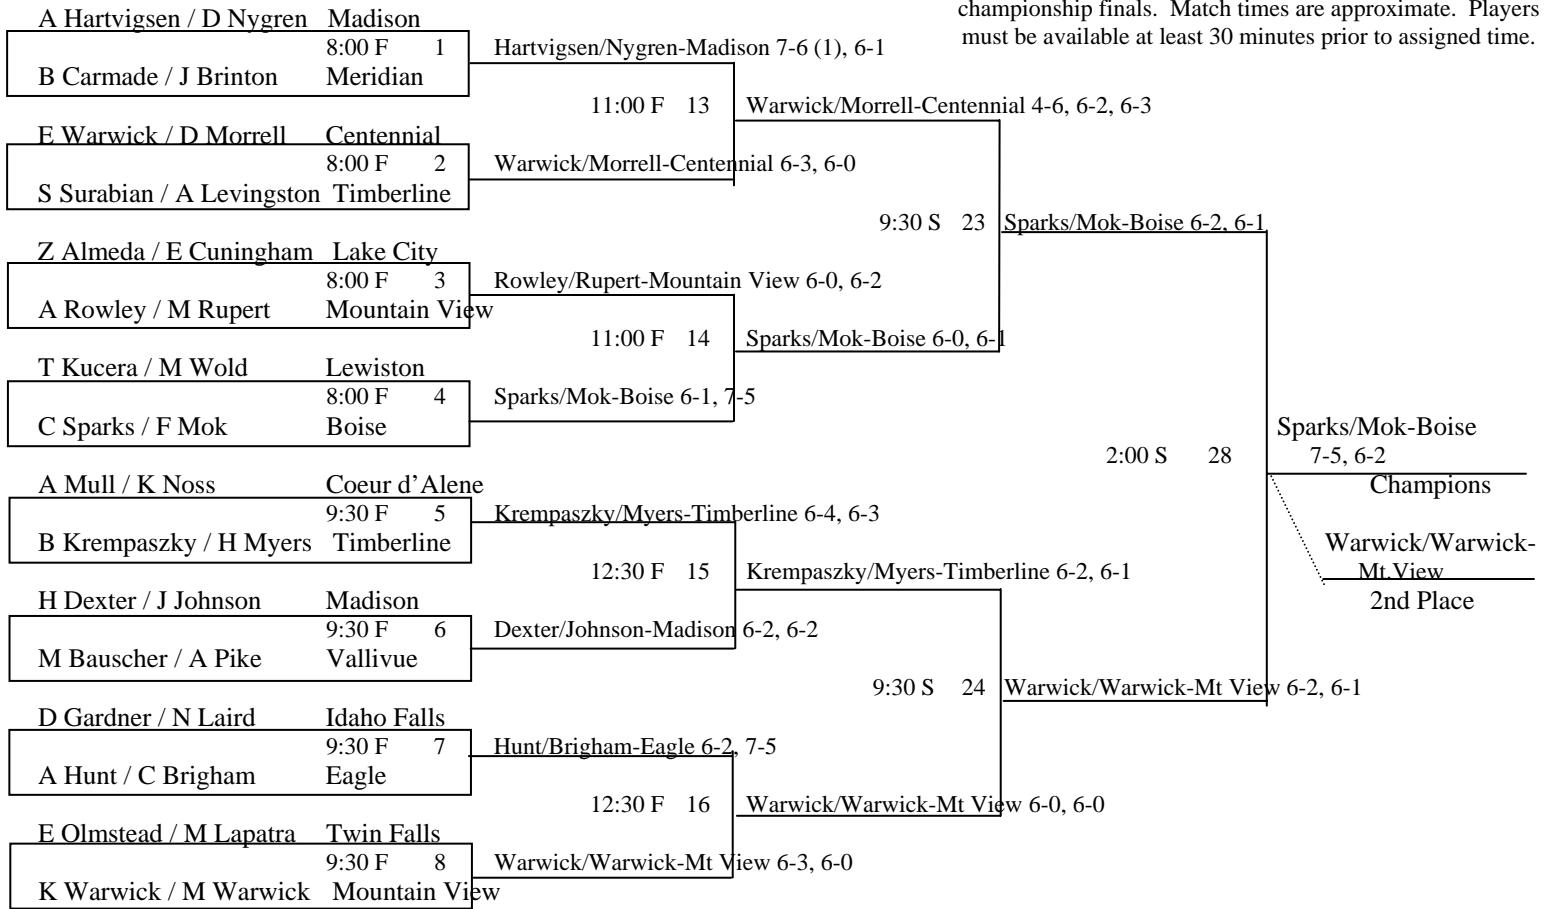 championship finals.  Match times are approximate.  Players
must be available at least 30 minutes prior to assigned time.
A Hartvigsen / D Nygren Madison
8:00 F 1 Hartvigsen/Nygren-Madison 7-6 (1), 6-1
B Carmade / J Brinton Meridian
11:00 F 13 Warwick/Morrell-Centennial 4-6, 6-2, 6-3
E Warwick / D Morrell Centennial
8:00 F 2 Warwick/Morrell-Centennial 6-3, 6-0
S Surabian / A Levingston Timberline
9:30 S 23 Sparks/Mok-Boise 6-2, 6-1
Z Almeda / E Cuningham Lake City
8:00 F 3 Rowley/Rupert-Mountain View 6-0, 6-2
A Rowley / M Rupert Mountain View
11:00 F 14 Sparks/Mok-Boise 6-0, 6-1
T Kucera / M Wold Lewiston
8:00 F 4 Sparks/Mok-Boise 6-1, 7-5
C Sparks / F Mok Boise
Sparks/Mok-Boise
2:00 S 28 7-5, 6-2
Champions
A Mull / K Noss Coeur d’Alene
9:30 F 5 Krempaszky/Myers-Timberline 6-4, 6-3
B Krempaszky / H Myers Timberline
Warwick/Warwick-
12:30 F 15 Krempaszky/Myers-Timberline 6-2, 6-1
Mt.View
2nd Place
H Dexter / J Johnson Madison
9:30 F 6 Dexter/Johnson-Madison 6-2, 6-2
M Bauscher / A Pike Vallivue
9:30 S 24 Warwick/Warwick-Mt View 6-2, 6-1
D Gardner / N Laird Idaho Falls
9:30 F 7 Hunt/Brigham-Eagle 6-2, 7-5
A Hunt / C Brigham Eagle
12:30 F 16 Warwick/Warwick-Mt View 6-0, 6-0
E Olmstead / M Lapatra Twin Falls
9:30 F 8 Warwick/Warwick-Mt View 6-3, 6-0
K Warwick / M Warwick Mountain View